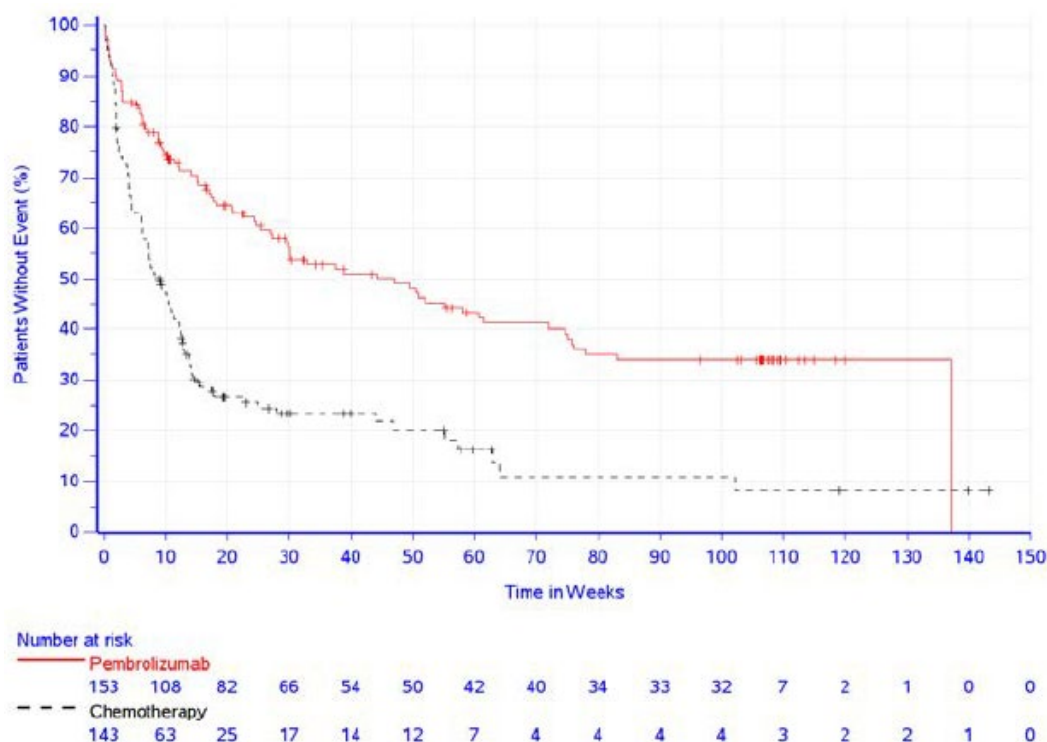 100
90
80
70
60
50
40
30
20
10
0
Patients Without Event (%)
0 10 20 30 40 50 60 70 80 90 100 110 120 130 140 150
Time in Weeks
Number at risk
Pembrolizumab
153 108 82 66 54 50 42 40 34 33 32 7 2 1 0 0
Chemotherapy
143 63 25 17 14 12 7 4 4 4 4 3 2 2 1 0